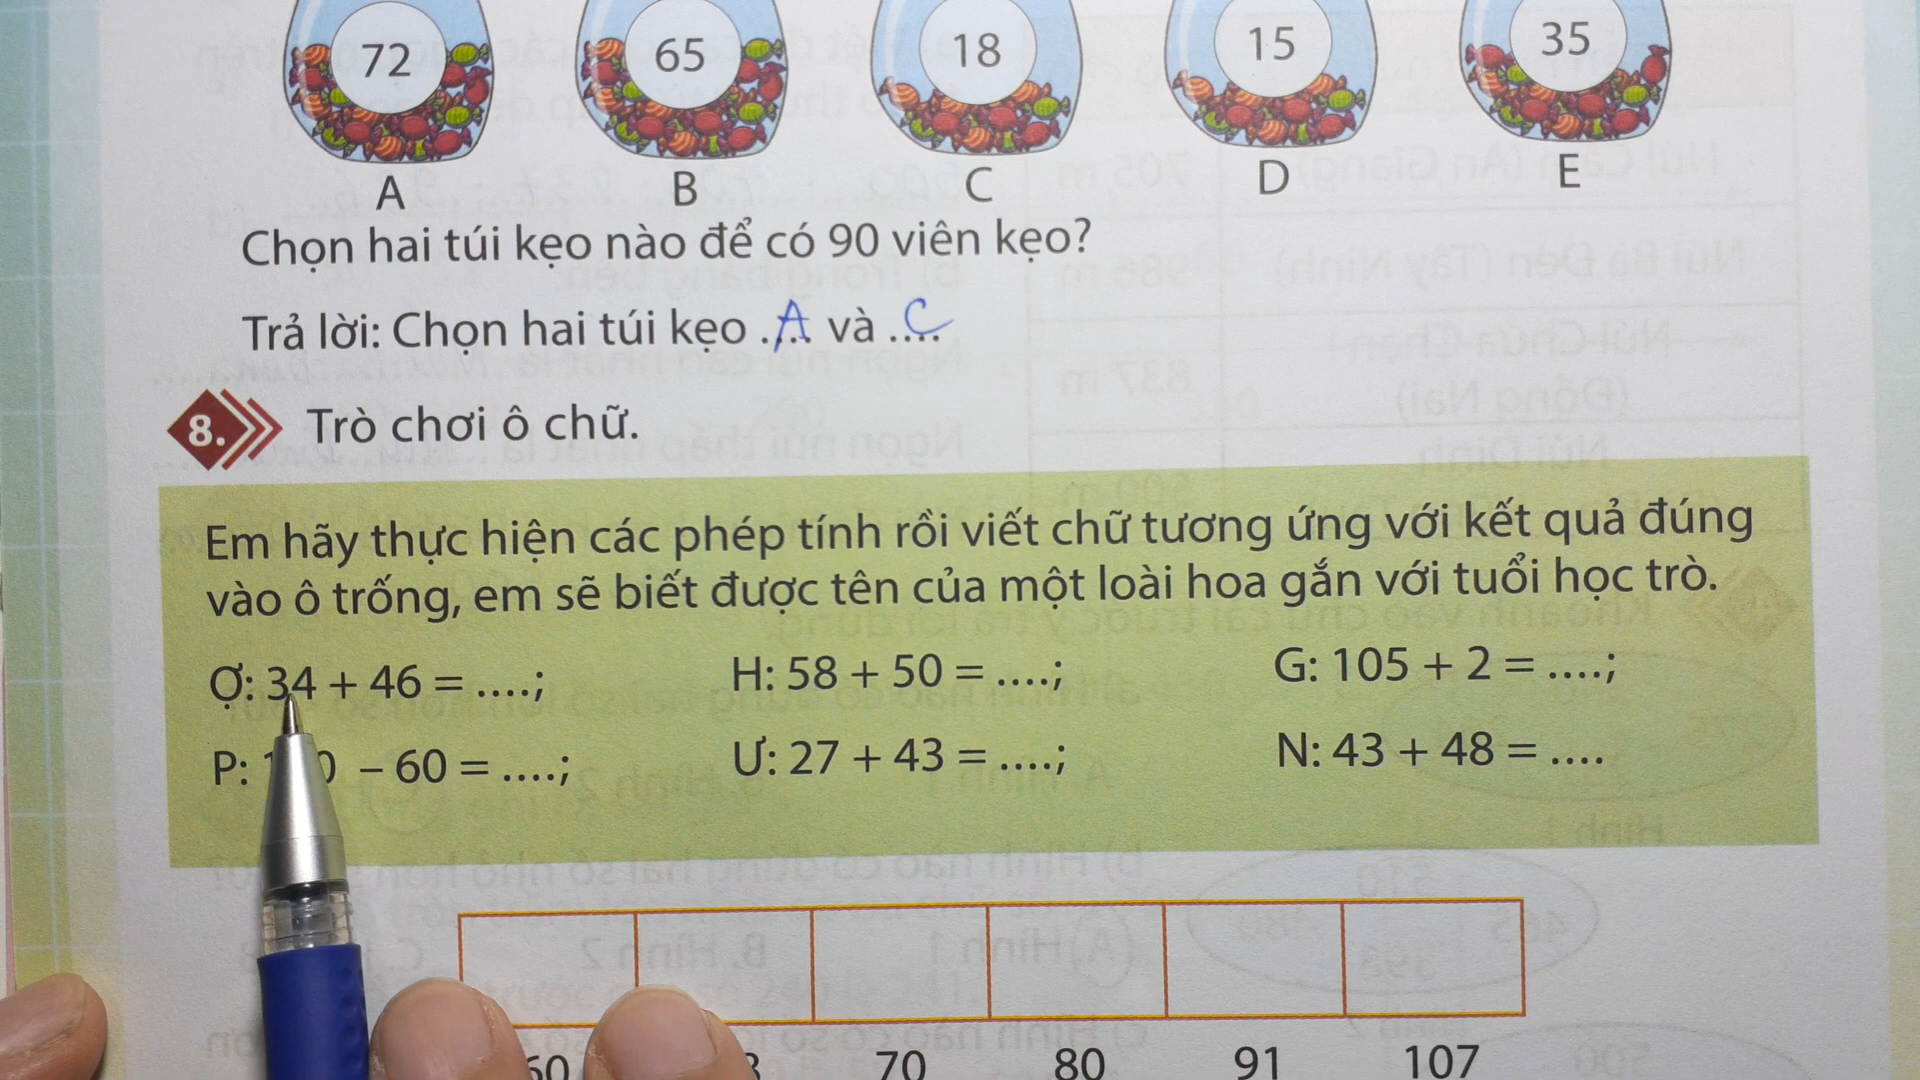 72 65 18 15 35
A B C D E
Chọn hai túi kẹo nào để có 90 viên kẹo?
Trả lời: Chọn hai túi kẹo .A.. và .C...
8. Trò chơi ô chữ.
Em hãy thực hiện các phép tính rồi viết chữ tương ứng với kết quả đúng
vào ô trống, em sẽ biết được tên của một loài hoa gắn với tuổi học trò.
Ợ: 34 + 46 = ....; H: 58 + 50 = ....; G: 105 + 2 = ....;
P: – 60 = ....; Ư: 27 + 43 = ....; N: 43 + 48 = ....
70 80 91 107